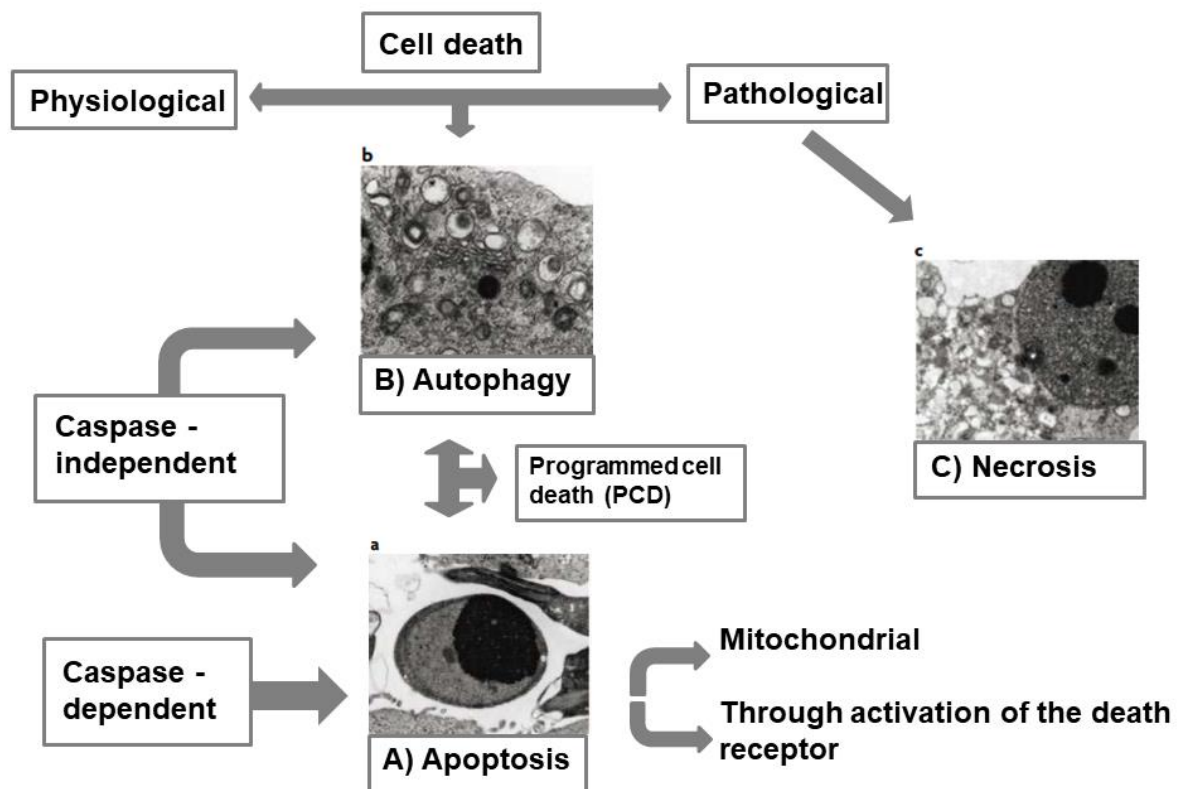 Cell death
Physiological
Pathological
b
c
B) Autophagy
Caspase -
independent
C) Necrosis
Programmed cell
death (PCD)
a
Mitochondrial
Caspase -
dependent
Through activation of the death
receptor
A) Apoptosis